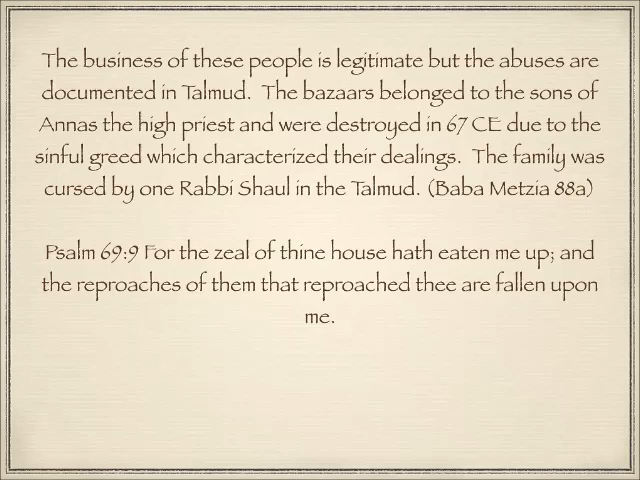 The business of these people is legitimate but the abuses are
documented in Talmud. The bazaars belonged to the sons of
Annas the high priest and were destroyed in 67 CE due to the
sinful greed which characterized their dealings. The family was
cursed by one Rabbi Shaul in the Talmud. (Baba Metzia 88a)
Psalm 69:9 For the zeal of thine house hath eaten me up; and
the reproaches of them that reproached thee are fallen upon
me.